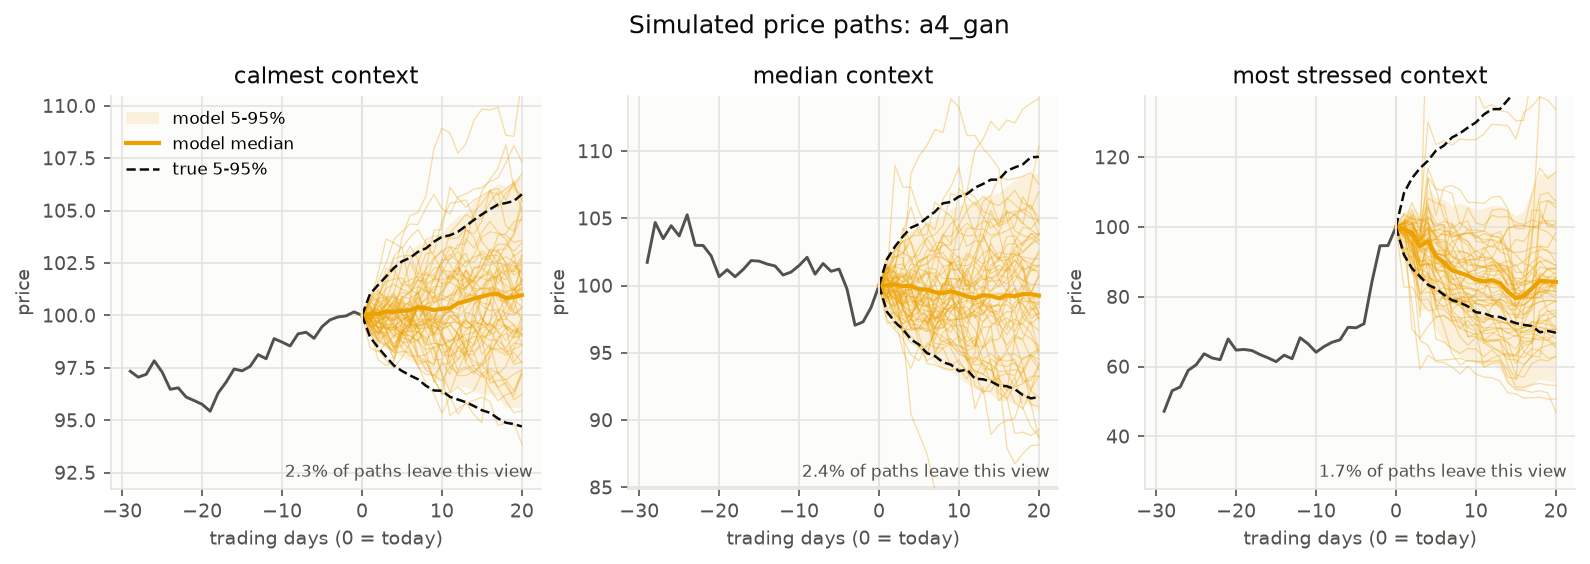 Simulated price paths: a4_gan
calmest context
110.0
107.5
105.0
102.5
100.0
97.5
95.0
92.5
price
model 5-95%
model median
true 5-95%
2.3% of paths leave this view
−30
−20
−10
0
10
20
trading days (0 = today)
median context
110
105
100
95
90
85
price
2.4% of paths leave this view
−30
−20
−10
0
10
20
trading days (0 = today)
most stressed context
120
100
80
60
40
price
1.7% of paths leave this view
−30
−20
−10
0
10
20
trading days (0 = today)